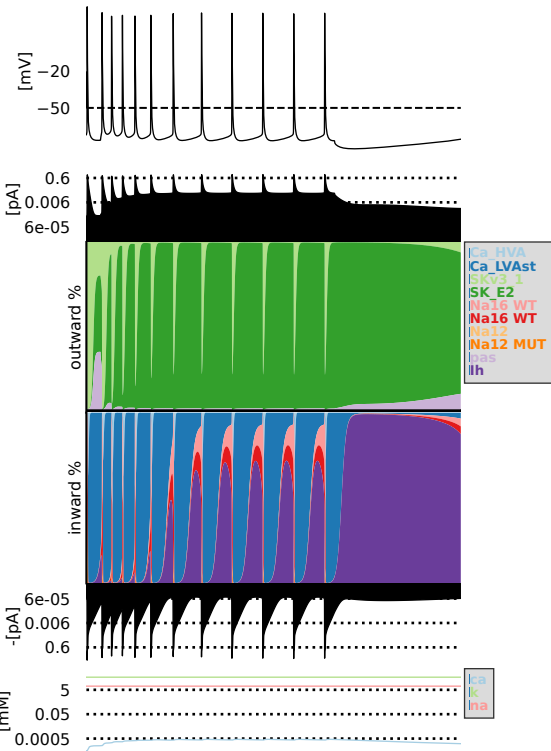 [mV]
−20
−50
[pA]
0.6
0.006
6e-05
outward %
Ca_HVA
Ca_LVAst
SKv3_1
SK_E2
Na16 WT
Na16 WT
Na12
Na12 MUT
pas
Ih
inward %
-[pA]
6e-05
0.006
0.6
[mM]
5
0.05
0.0005
ca
k
na